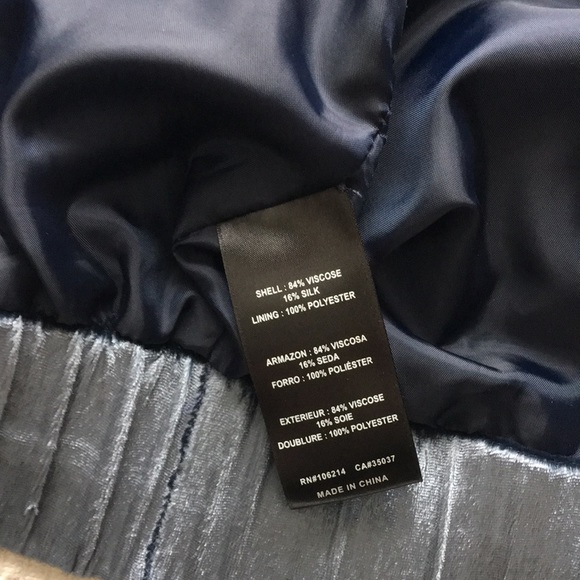 SHELL : 84% VISCOSE
16% SILK
LINING : 100% POLYESTER
ARMAZON : 84% VISCOSA
16% SEDA
FORRO : 100% POLIÉSTER
EXTERIEUR : 84% VISCOSE
16% SOIE
DOUBLURE : 100% POLYESTER
RN#106214 CA#35037
MADE IN CHINA